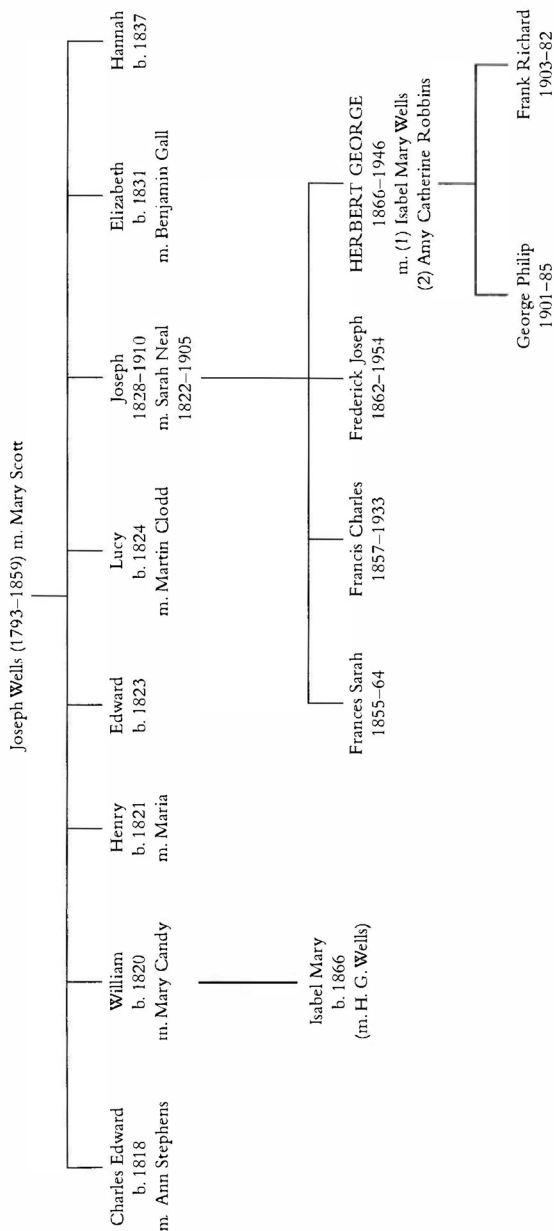 Joseph Wells (1793–1859) m. Mary Scott
Charles Edward
b. 1818
m. Ann Stephens
William
b. 1820
m. Mary Candy
Henry
b. 1821
m. Maria
Edward
b. 1823
Lucy
b. 1824
m. Martin Clodd
Joseph
1828–1910
m. Sarah Neal
1822–1905
Elizabeth
b. 1831
m. Benjamin Gall
Hannah
b. 1837
Isabel Mary
b. 1866
(m. H. G. Wells)
Frances Sarah
1855–64
Francis Charles
1857–1933
Frederick Joseph
1862–1954
HERBERT GEORGE
1866–1946
m. (1) Isabel Mary Wells
(2) Amy Catherine Robbins
George Philip
1901–85
Frank Richard
1903–82